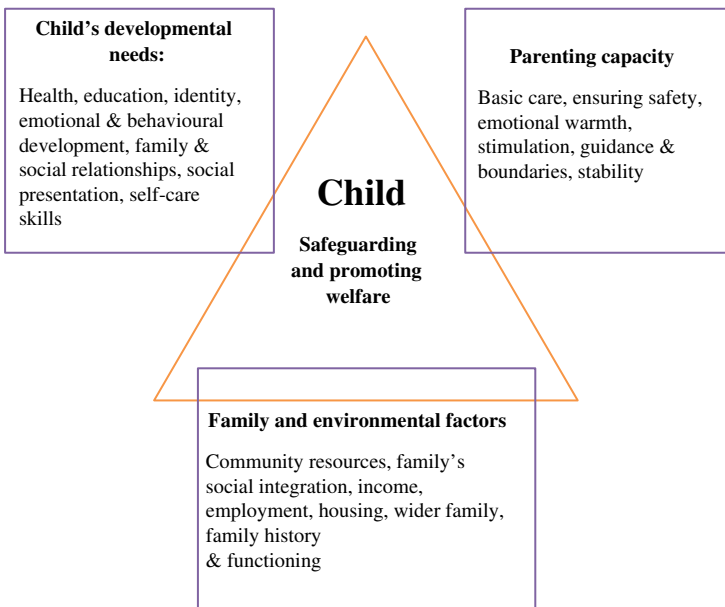 Child’s developmental
needs:
Health, education, identity,
emotional & behavioural
development, family &
social relationships, social
presentation, self-care
skills
Parenting capacity
Basic care, ensuring safety,
emotional warmth,
stimulation, guidance &
boundaries, stability
Child
Safeguarding
and promoting
welfare
Family and environmental factors
Community resources, family’s
social integration, income,
employment, housing, wider family,
family history
& functioning